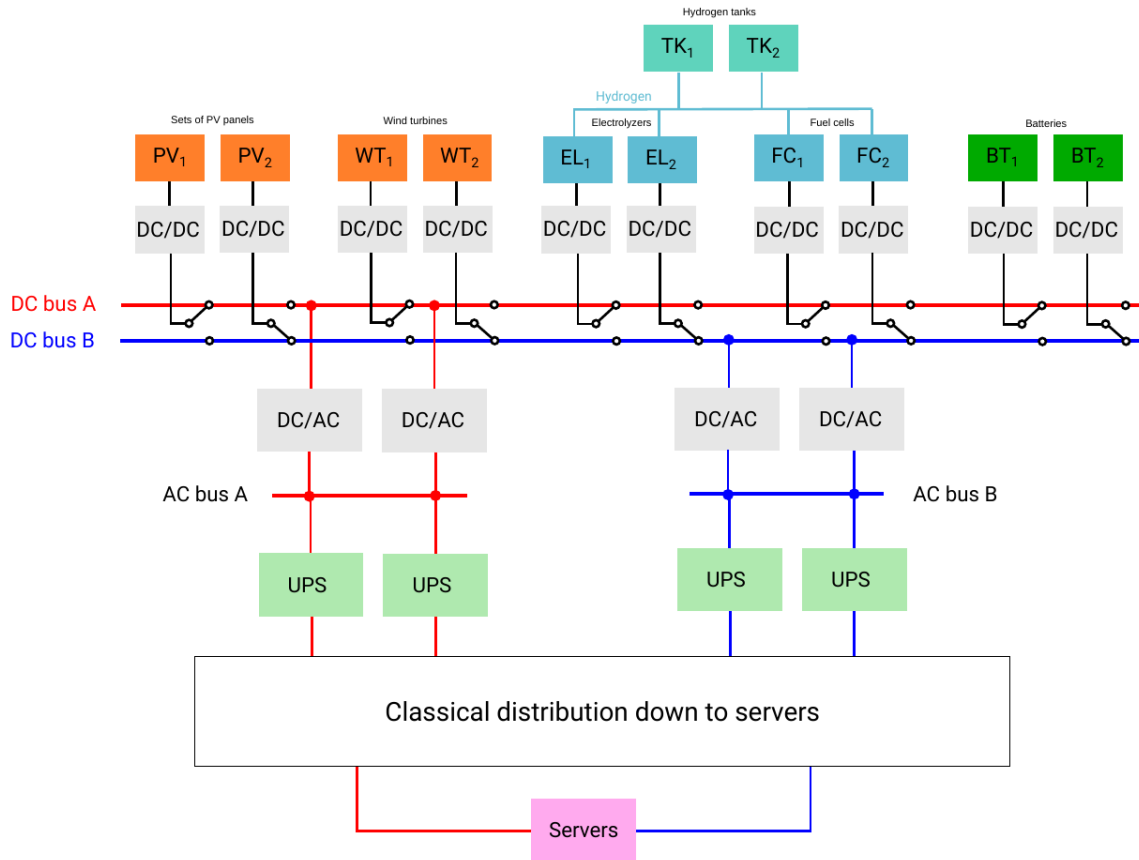 Hydrogen tanks
TK₁ TK₂
Hydrogen
Sets of PV panels Wind turbines Electrolyzers Fuel cells Batteries
PV₁ PV₂ WT₁ WT₂ EL₁ EL₂ FC₁ FC₂ BT₁ BT₂
DC/DC DC/DC DC/DC DC/DC DC/DC DC/DC DC/DC DC/DC DC/DC DC/DC
DC bus A
DC bus B
DC/AC DC/AC DC/AC DC/AC
AC bus A AC bus B
UPS UPS UPS UPS
Classical distribution down to servers
Servers